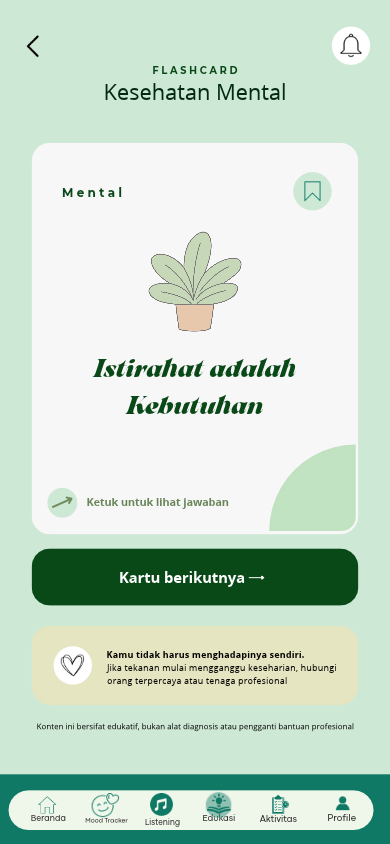 FLASHCARD
Kesehatan Mental
Mental
Istirahat adalah
Kebutuhan
Ketuk untuk lihat jawaban
Kartu berikutnya →
Kamu tidak harus menghadapinya sendiri.
Jika tekanan mulai mengganggu keseharian, hubungi
orang terpercaya atau tenaga profesional
Konten ini bersifat edukatif, bukan alat diagnosis atau pengganti bantuan profesional
Beranda
Mood Tracker
Listening
Edukasi
Aktivitas
Profile